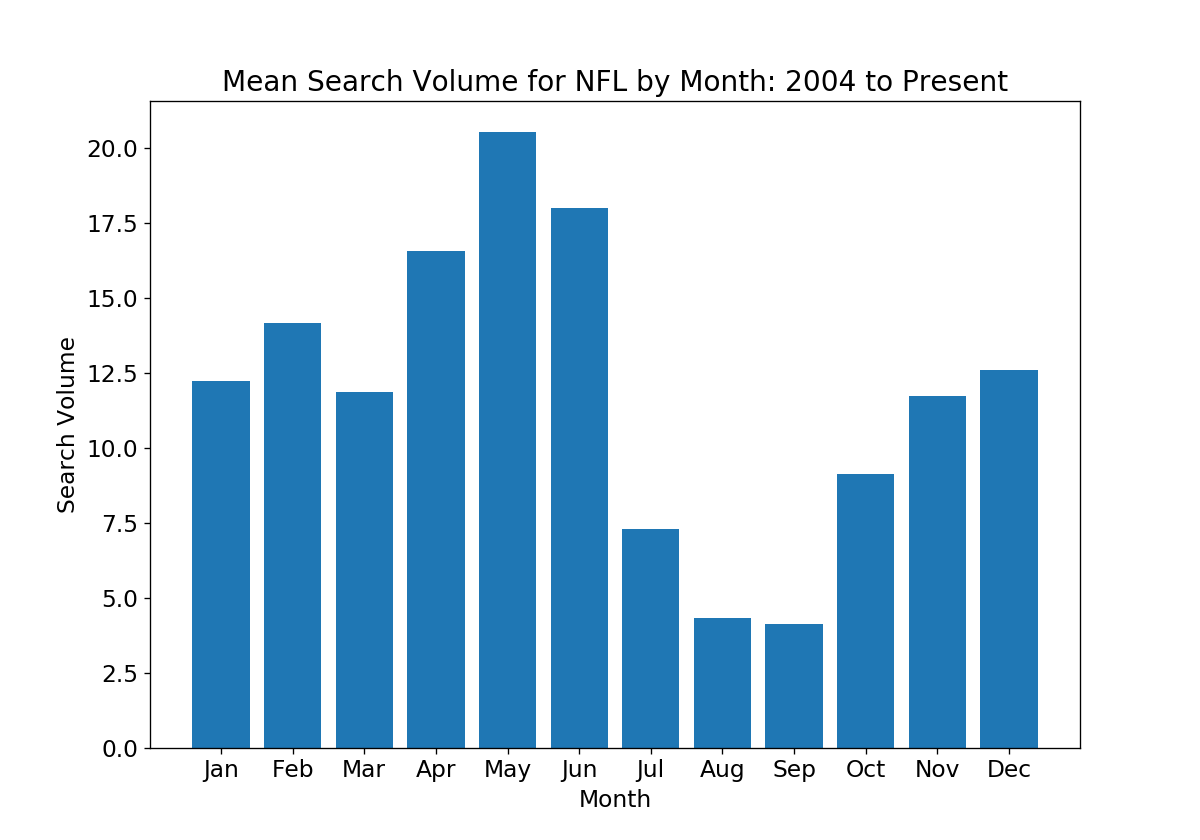 Mean Search Volume for NFL by Month: 2004 to Present
Search Volume
20.0
17.5
15.0
12.5
10.0
7.5
5.0
2.5
0.0
Jan Feb Mar Apr May Jun Jul Aug Sep Oct Nov Dec
Month